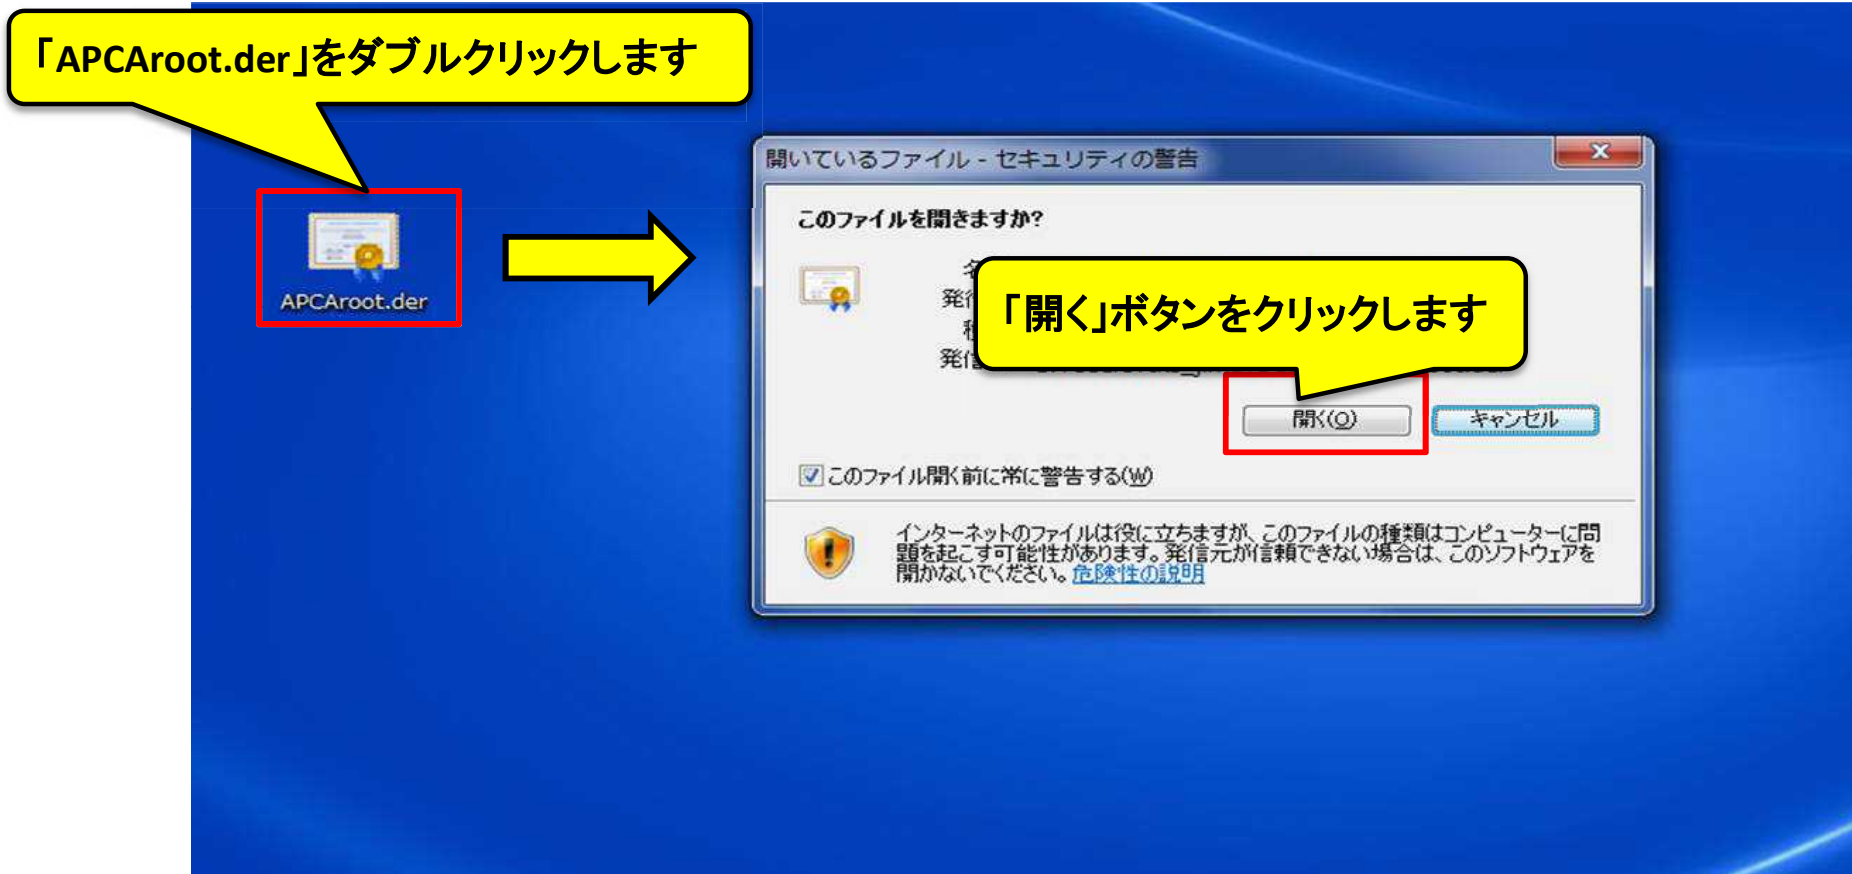 「APCAroot.der」をダブルクリックします
APCAroot.der
開いているファイル - セキュリティの警告
このファイルを開きますか?
発
「開く」ボタンをクリックします
発信
開く(O)
キャンセル
このファイル開く前に常に警告する(W)
インターネットのファイルは役に立ちますが、このファイルの種類はコンピューターに問
題を起こす可能性があります。発信元が信頼できない場合は、このソフトウェアを
開かないでください。危険性の説明